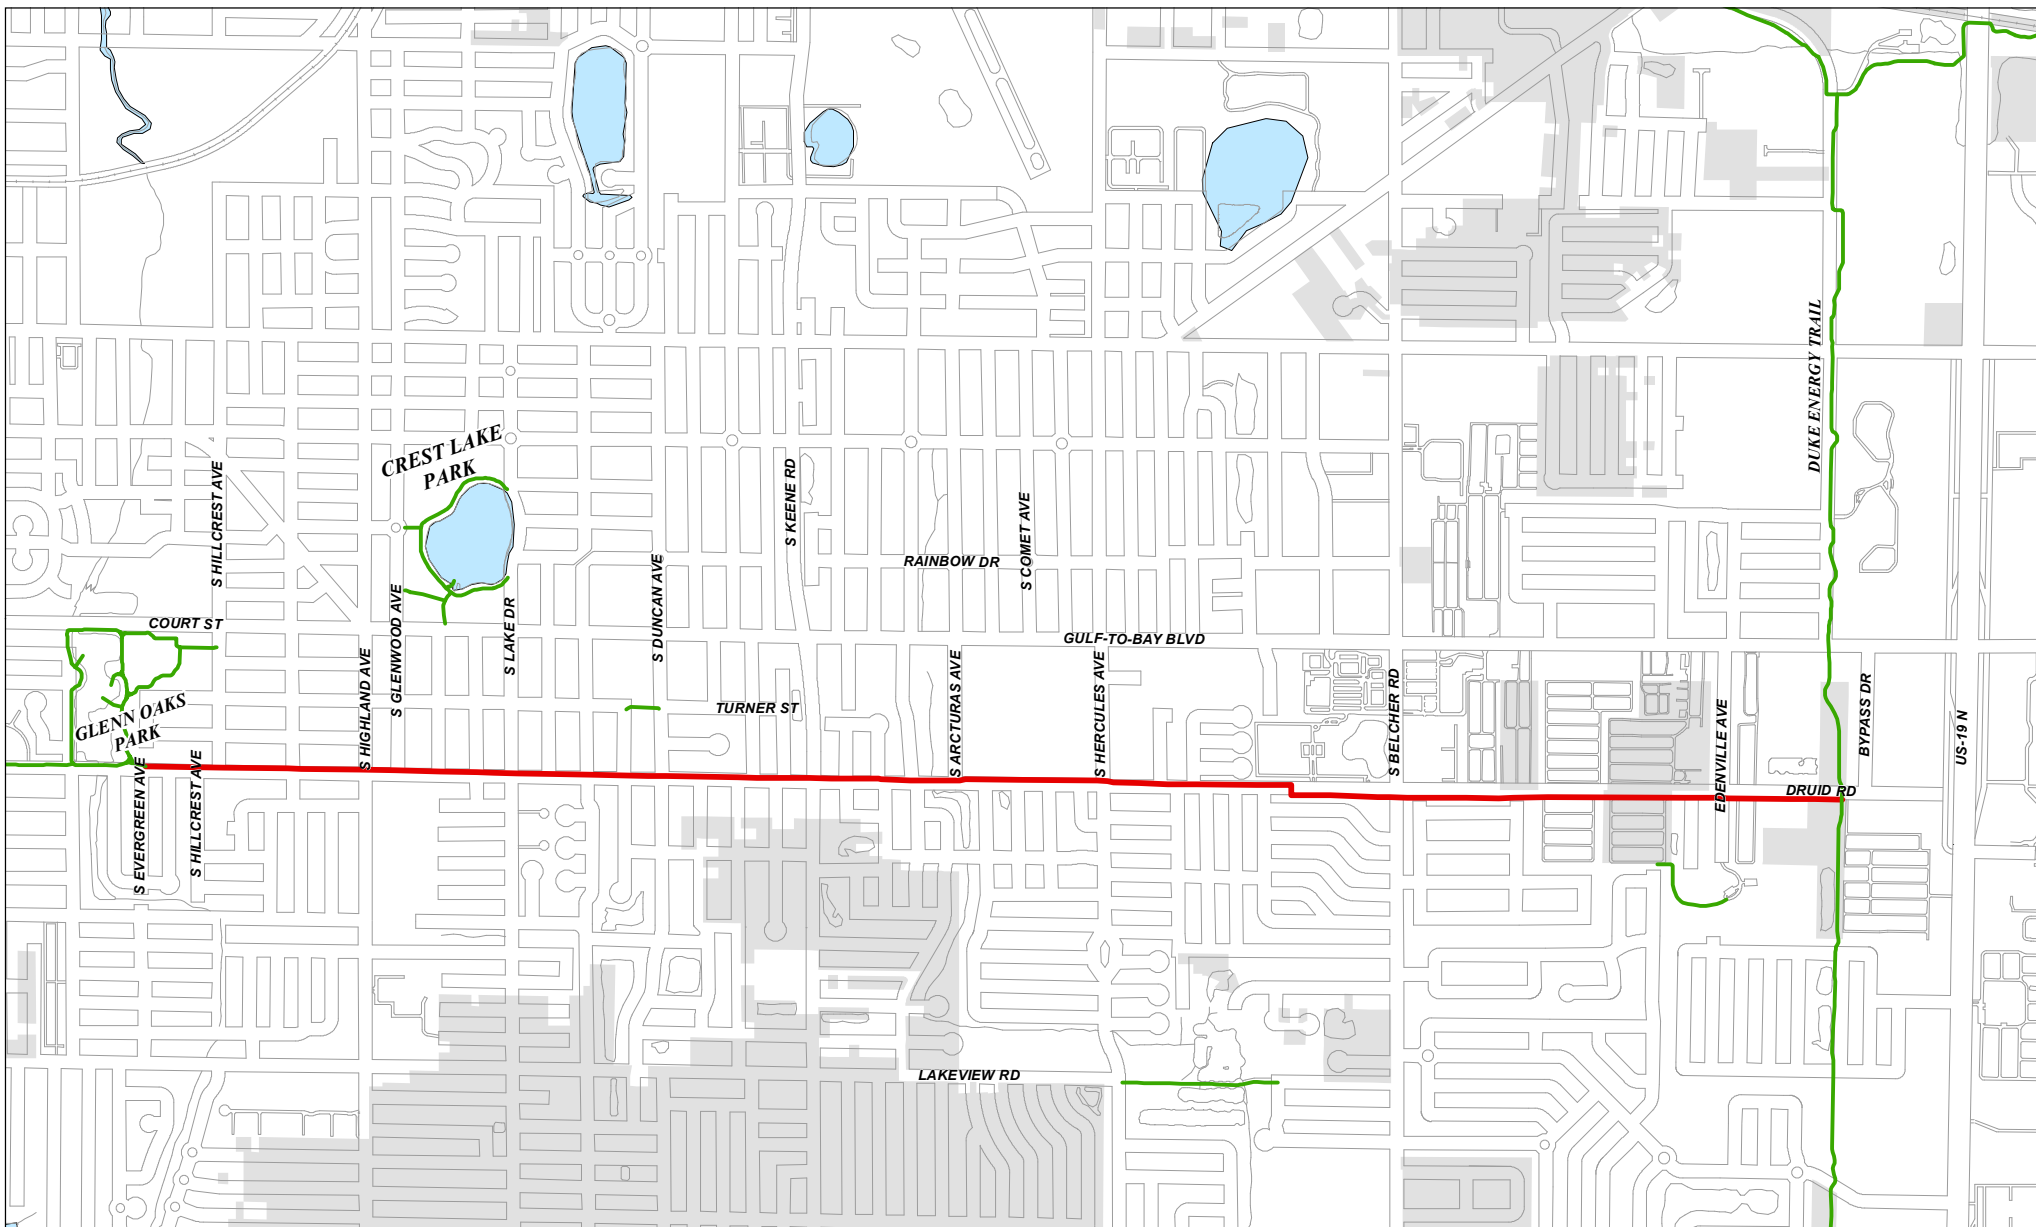 DUKE ENERGY TRAIL
CREST LAKE
PARK
S HILLCREST AVE
S KEENE RD
S COMET AVE
RAINBOW DR
S DUNCAN AVE
S GLENWOOD AVE
S LAKE DR
COURT ST
GULF-TO-BAY BLVD
S HIGHLAND AVE
S ARCTURAS AVE
S HERCULES AVE
S BELCHER RD
BYPASS DR
EDENVILLE AVE
US-19 N
GLENN OAKS
PARK
TURNER ST
S EVERGREEN AVE
S HILLCREST AVE
DRUID RD
LAKEVIEW RD